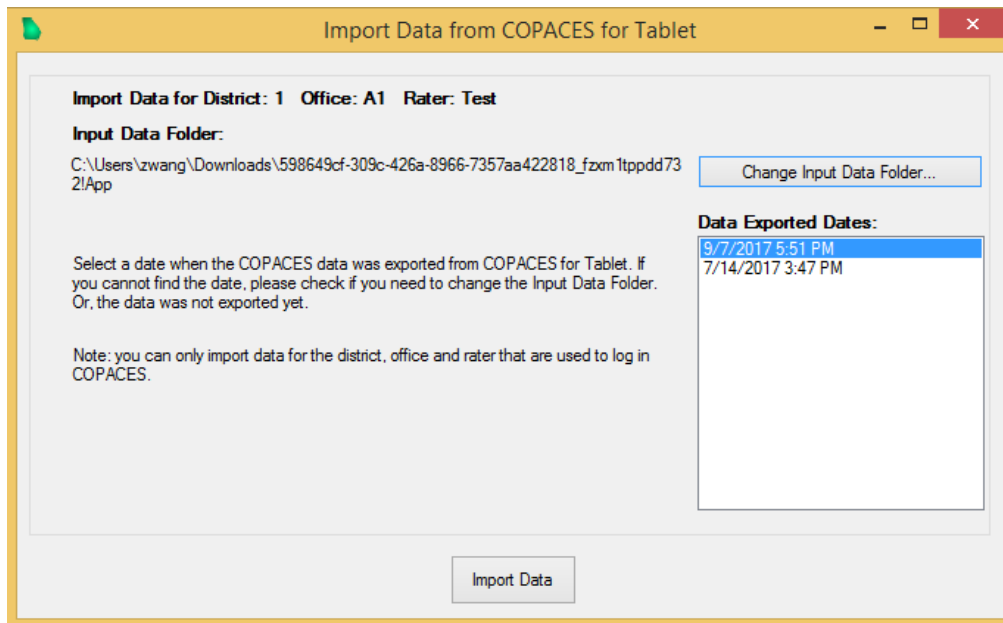 Import Data from COPACES for Tablet
Import Data for District: 1 Office: A1 Rater: Test
Input Data Folder:
C:\Users\zwang\Downloads\598649cf-309c-426a-8966-7357aa422818_fzxm1tppdd73
2!App
Change Input Data Folder...
Data Exported Dates:
9/7/2017 5:51 PM
7/14/2017 3:47 PM
Select a date when the COPACES data was exported from COPACES for Tablet. If
you cannot find the date, please check if you need to change the Input Data Folder.
Or, the data was not exported yet.
Note: you can only import data for the district, office and rater that are used to log in
COPACES.
Import Data